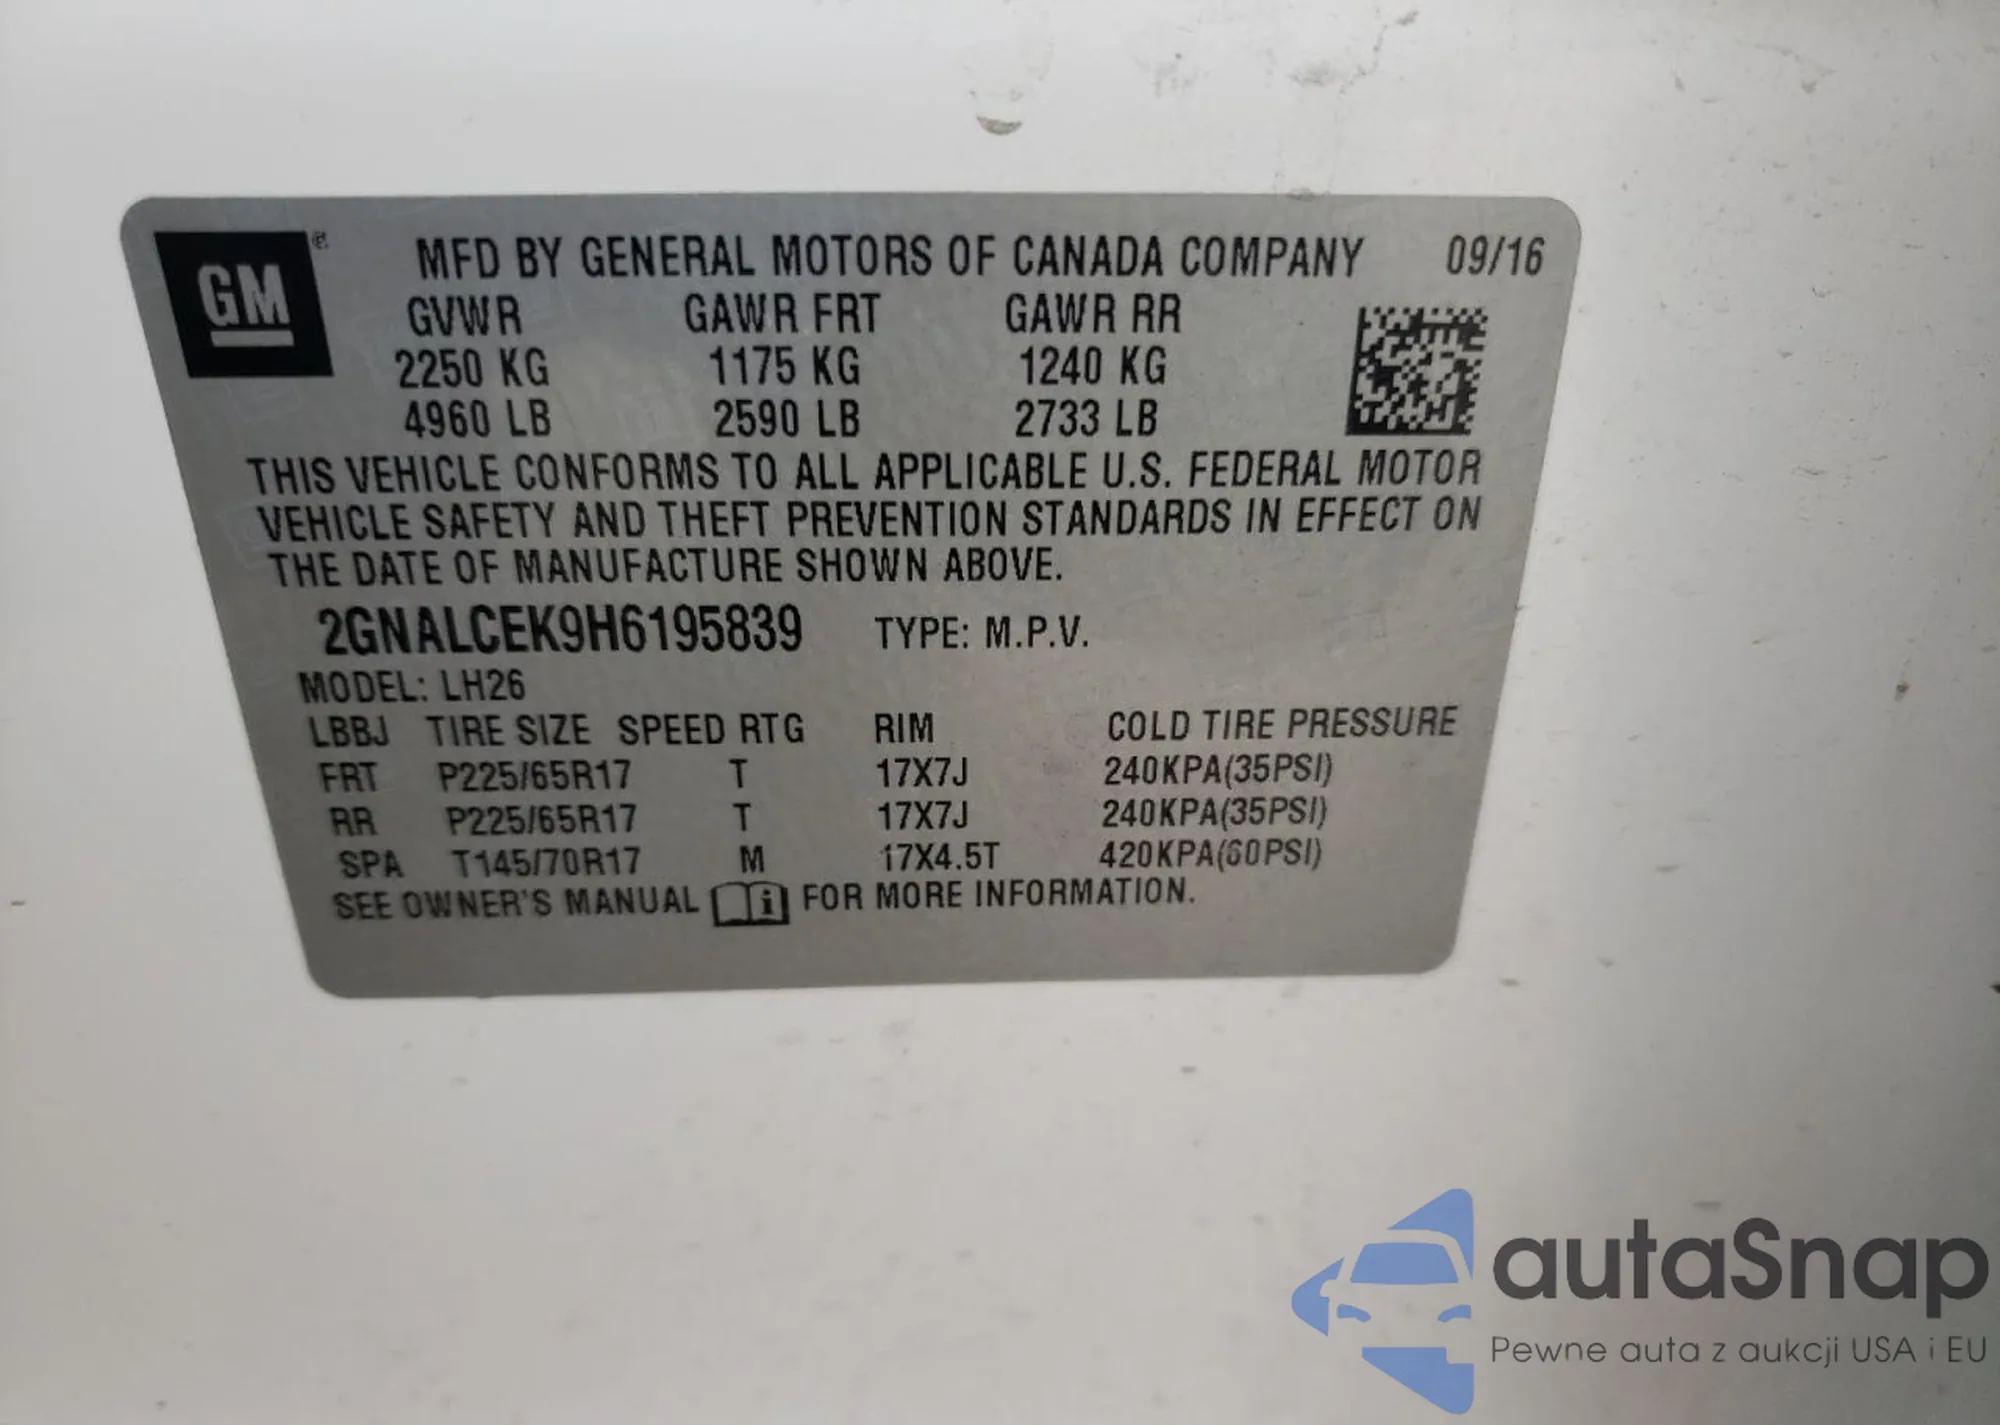 GM ® MFD BY GENERAL MOTORS OF CANADA COMPANY 09/16
GVWR GAWR FRT GAWR RR
2250 KG 1175 KG 1240 KG
4960 LB 2590 LB 2733 LB
THIS VEHICLE CONFORMS TO ALL APPLICABLE U.S. FEDERAL MOTOR
VEHICLE SAFETY AND THEFT PREVENTION STANDARDS IN EFFECT ON
THE DATE OF MANUFACTURE SHOWN ABOVE.
2GNALCEK9H6195839 TYPE: M.P.V.
MODEL: LH26
LBBJ TIRE SIZE SPEED RTG RIM COLD TIRE PRESSURE
FRT P225/65R17 T 17X7J 240KPA(35PSI)
RR P225/65R17 T 17X7J 240KPA(35PSI)
SPA T145/70R17 M 17X4.5T 420KPA(60PSI)
SEE OWNER'S MANUAL i FOR MORE INFORMATION.
autaSnap
Pewne auta z aukcji USA i EU